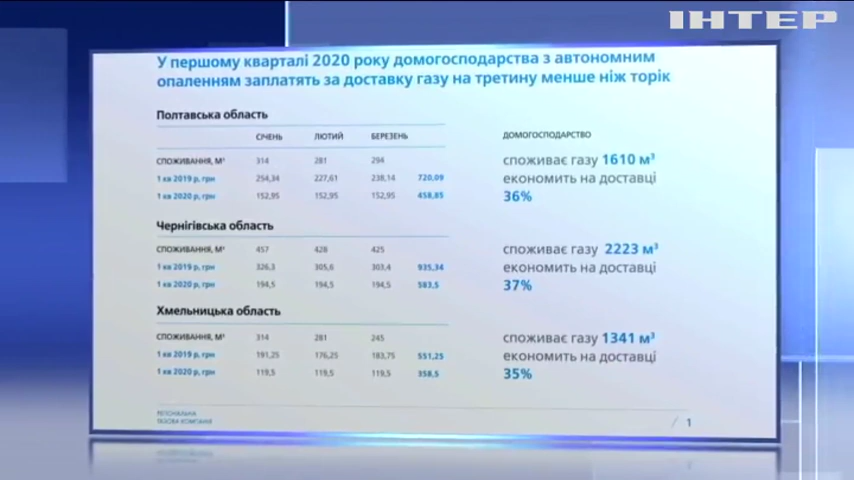 ІНТЕР
У першому кварталі 2020 року домогосподарства з автономним
опаленням заплатять за доставку газу на третину менше ніж торік
Полтавська область
СІЧЕНЬ ЛЮТИЙ БЕРЕЗЕНЬ
СПОЖИВАННЯ, М³ 314 281 294
1 кв 2019 р, грн 254,34 227,61 238,14 720,09
1 кв 2020 р, грн 152,95 152,95 152,95 458,85
ДОМОГОСПОДАРСТВО
споживає газу 1610 м³
економить на доставці
36%
Чернігівська область
СПОЖИВАННЯ, М³ 457 428 425
1 кв 2019 р, грн 326,3 305,6 303,4 935,34
1 кв 2020 р, грн 194,5 194,5 194,5 583,5
споживає газу 2223 м³
економить на доставці
37%
Хмельницька область
СПОЖИВАННЯ, М³ 314 281 245
1 кв 2019 р, грн 191,25 176,25 183,75 551,25
1 кв 2020 р, грн 119,5 119,5 119,5 358,5
споживає газу 1341 м³
економить на доставці
35%
РЕГІОНАЛЬНА
ГАЗОВА КОМПАНІЯ
/ 1